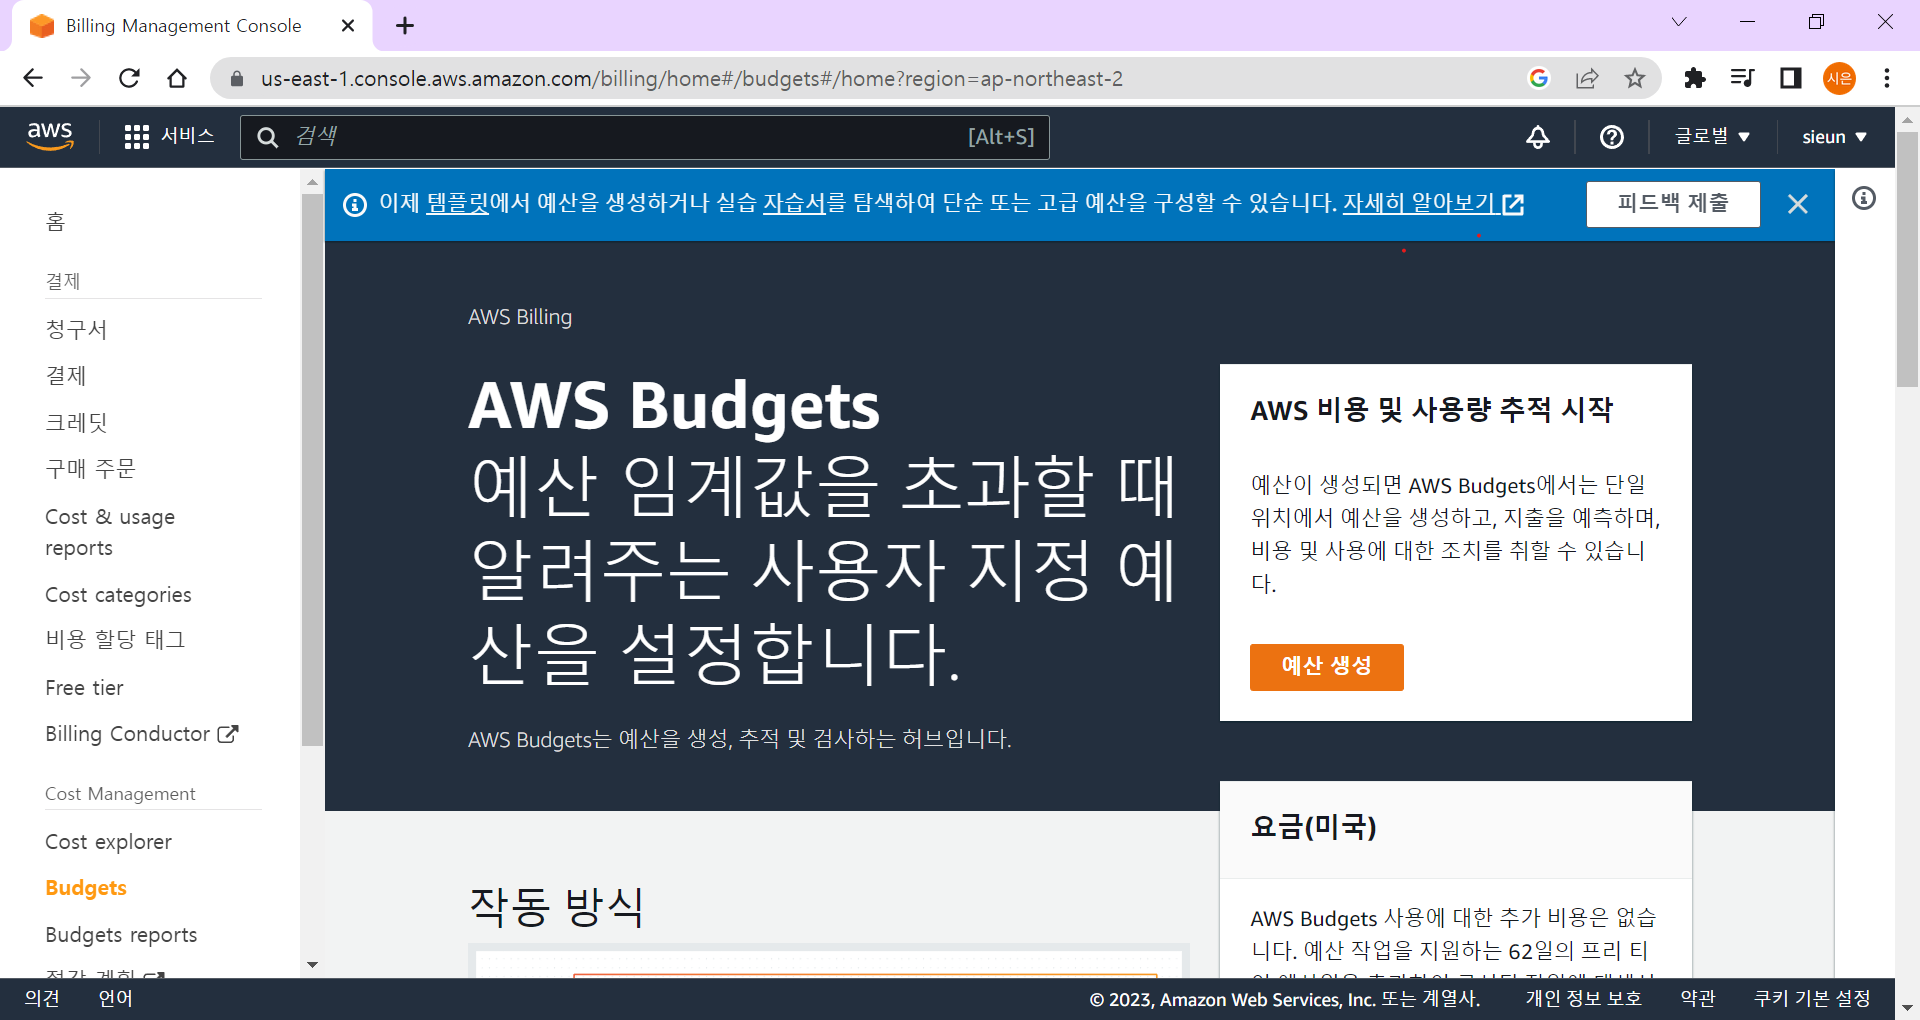 Billing Management Console
us-east-1.console.aws.amazon.com/billing/home#/budgets#/home?region=ap-northeast-2
시은
aws
서비스
검색
[Alt+S]
글로벌
sieun
이제 템플릿에서 예산을 생성하거나 실습 자습서를 탐색하여 단순 또는 고급 예산을 구성할 수 있습니다. 자세히 알아보기
피드백 제출
홈
결제
청구서
결제
크레딧
구매 주문
Cost & usage
reports
Cost categories
비용 할당 태그
Free tier
Billing Conductor
Cost Management
Cost explorer
Budgets
Budgets reports
AWS Billing
AWS Budgets
예산 임계값을 초과할 때
알려주는 사용자 지정 예
산을 설정합니다.
AWS Budgets는 예산을 생성, 추적 및 검사하는 허브입니다.
AWS 비용 및 사용량 추적 시작
예산이 생성되면 AWS Budgets에서는 단일
위치에서 예산을 생성하고, 지출을 예측하며,
비용 및 사용에 대한 조치를 취할 수 있습니
다.
예산 생성
요금(미국)
AWS Budgets 사용에 대한 추가 비용은 없습
니다. 예산 작업을 지원하는 62일의 프리 티
작동 방식
의견
언어
© 2023, Amazon Web Services, Inc. 또는 계열사.
개인 정보 보호
약관
쿠키 기본 설정